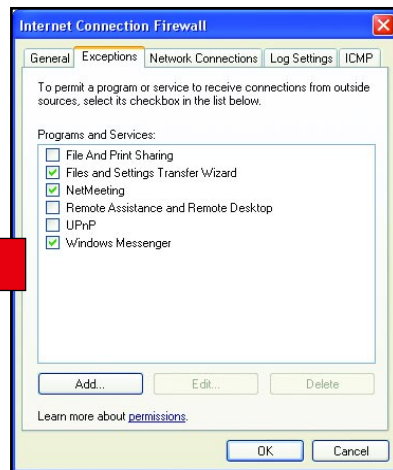 Internet Connection Firewall
General Exceptions Network Connections Log Settings ICMP
To permit a program or service to receive connections from outside
sources, select its checkbox in the list below.
Programs and Services:
File And Print Sharing
Files and Settings Transfer Wizard
NetMeeting
Remote Assistance and Remote Desktop
UPnP
Windows Messenger
Add... Edit... Delete
Learn more about permissions.
OK Cancel